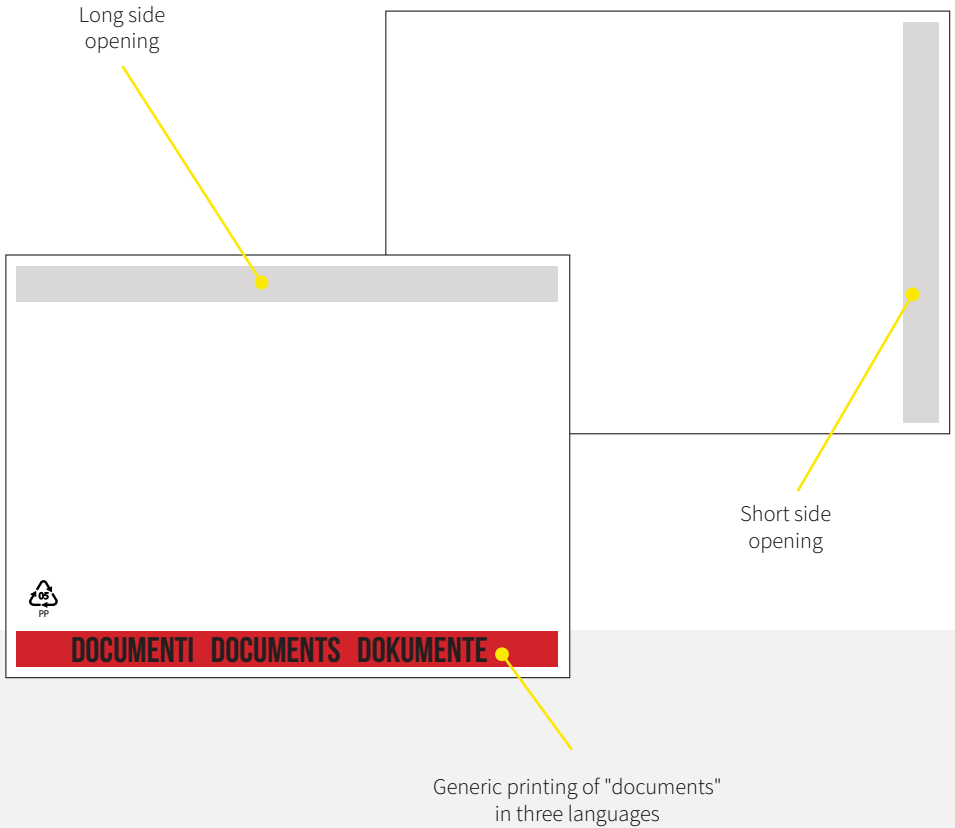 Long side
opening
Short side
opening
05
PP
DOCUMENTI DOCUMENTS DOKUMENTE
Generic printing of "documents"
in three languages